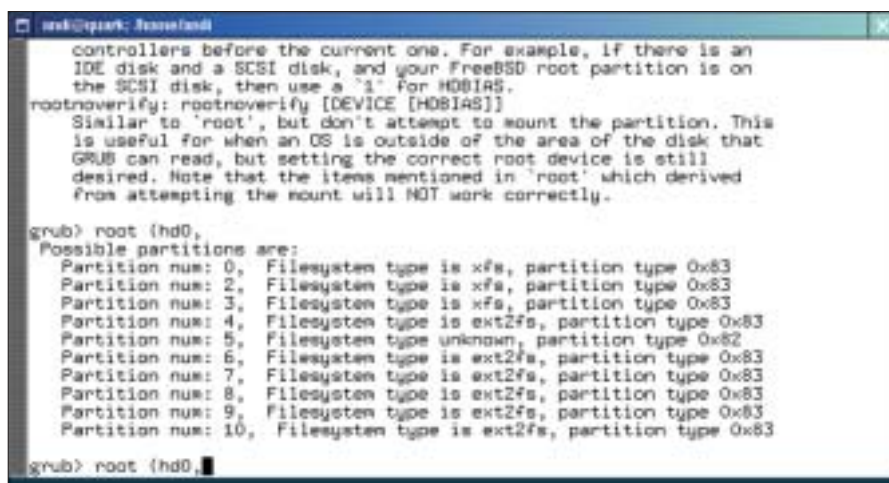 andi@quark: /home/andi
controllers before the current one. For example, if there is an
IDE disk and a SCSI disk, and your FreeBSD root partition is on
the SCSI disk, then use a `1' for HDBIAS.
rootnoverify: rootnoverify [DEVICE [HDBIAS]]
Similar to `root', but don't attempt to mount the partition. This
is useful for when an OS is outside of the area of the disk that
GRUB can read, but setting the correct root device is still
desired. Note that the items mentioned in `root' which derived
from attempting the mount will NOT work correctly.
grub> root (hd0,
Possible partitions are:
Partition num: 0, Filesystem type is xfs, partition type 0x83
Partition num: 2, Filesystem type is xfs, partition type 0x83
Partition num: 3, Filesystem type is xfs, partition type 0x83
Partition num: 4, Filesystem type is ext2fs, partition type 0x83
Partition num: 5, Filesystem type unknown, partition type 0x82
Partition num: 6, Filesystem type is ext2fs, partition type 0x83
Partition num: 7, Filesystem type is ext2fs, partition type 0x83
Partition num: 8, Filesystem type is ext2fs, partition type 0x83
Partition num: 9, Filesystem type is ext2fs, partition type 0x83
Partition num: 10, Filesystem type is ext2fs, partition type 0x83
grub> root (hd0,